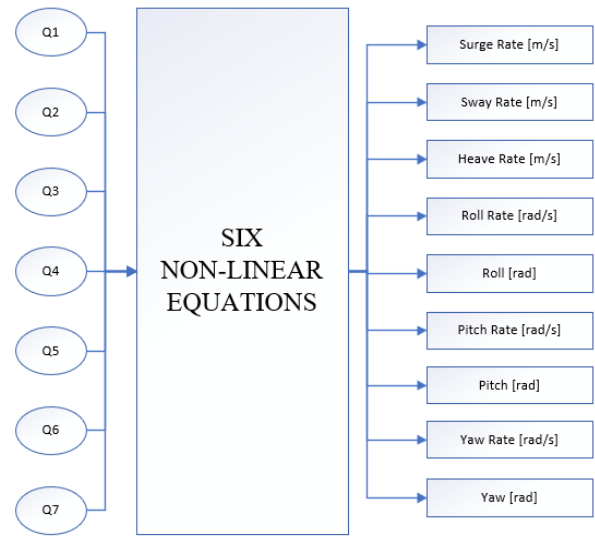 Q1
Q2
Q3
Q4
Q5
Q6
Q7
SIX
NON-LINEAR
EQUATIONS
Surge Rate [m/s]
Sway Rate [m/s]
Heave Rate [m/s]
Roll Rate [rad/s]
Roll [rad]
Pitch Rate [rad/s]
Pitch [rad]
Yaw Rate [rad/s]
Yaw [rad]